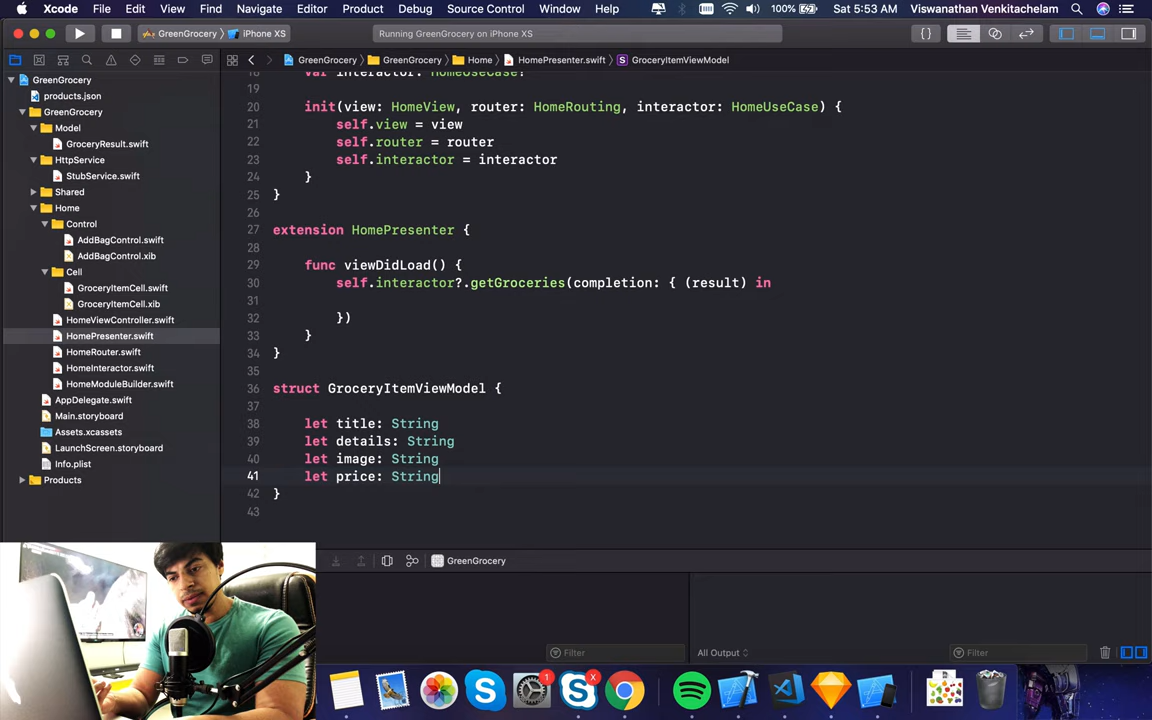 Xcode File Edit View Find Navigate Editor Product Debug Source Control Window Help 100% Sat 5:53 AM Viswanathan Venkitachelam
GreenGrocery iPhone XS Running GreenGrocery on iPhone XS
GreenGrocery GreenGrocery Home HomePresenter.swift S GroceryItemViewModel
GreenGrocery
products.json
GreenGrocery
Model
GroceryResult.swift
HttpService
StubService.swift
Shared
Home
Control
AddBagControl.swift
AddBagControl.xib
Cell
GroceryItemCell.swift
GroceryItemCell.xib
HomeViewController.swift
HomePresenter.swift
HomeRouter.swift
HomeInteractor.swift
HomeModuleBuilder.swift
AppDelegate.swift
Main.storyboard
Assets.xcassets
LaunchScreen.storyboard
Info.plist
Products
18 var interactor: HomeUseCase?
19
20 init(view: HomeView, router: HomeRouting, interactor: HomeUseCase) {
21 self.view = view
22 self.router = router
23 self.interactor = interactor
24 }
25 }
26
27 extension HomePresenter {
28
29 func viewDidLoad() {
30 self.interactor?.getGroceries(completion: { (result) in
31
32 })
33 }
34 }
35
36 struct GroceryItemViewModel {
37
38 let title: String
39 let details: String
40 let image: String
41 let price: String
42 }
43
GreenGrocery
Filter All Output Filter
1 X